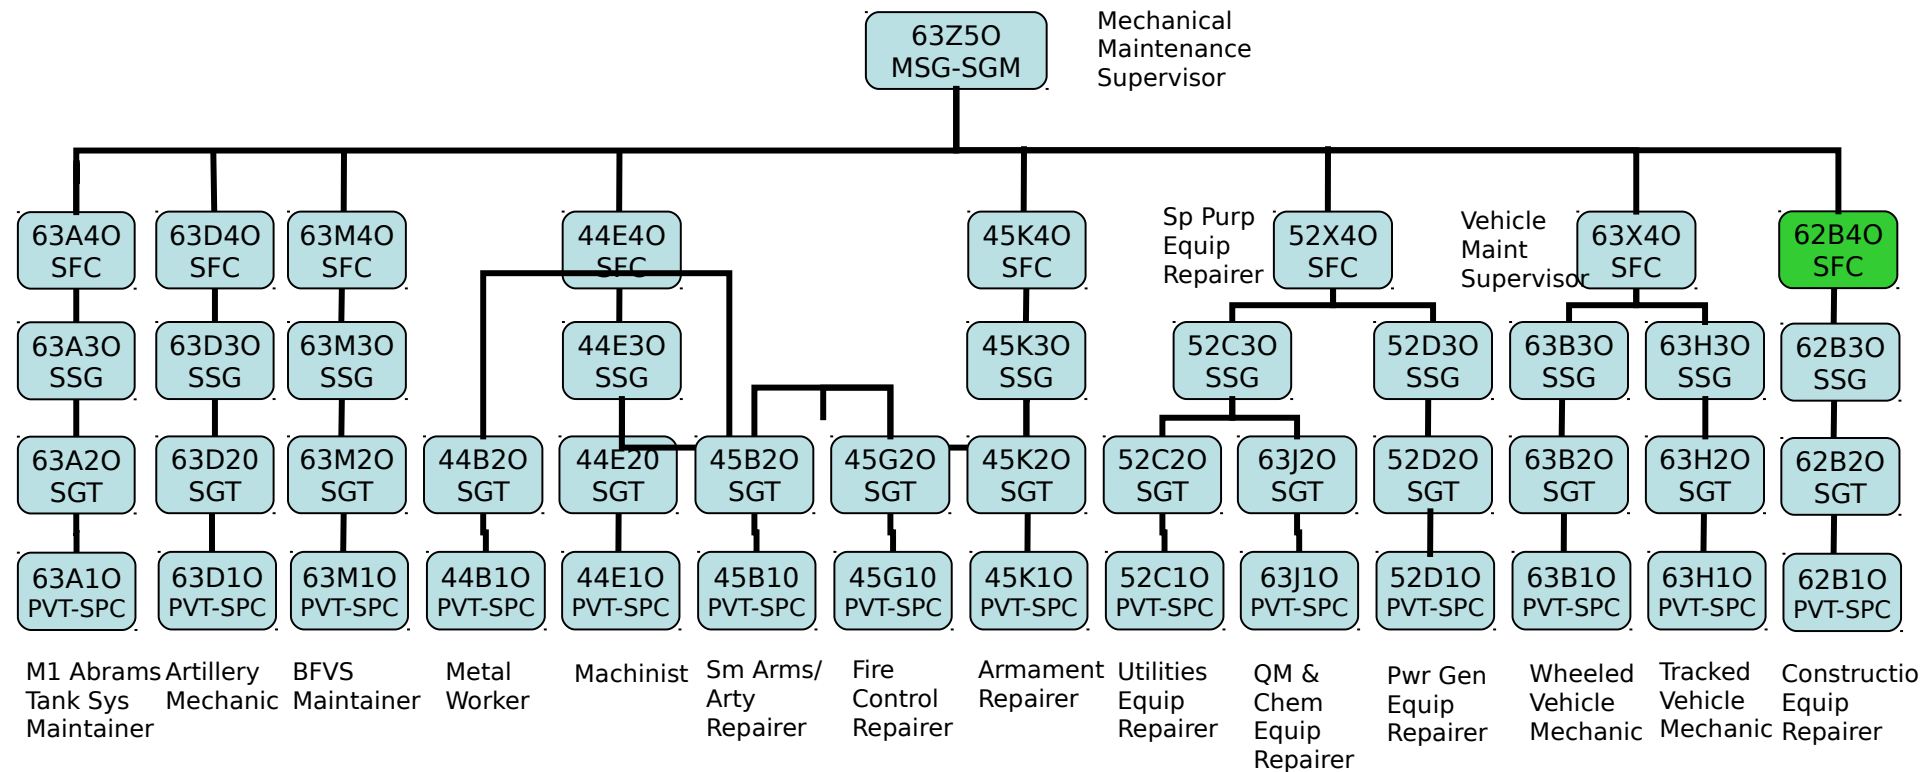 63Z5O
MSG-SGM
Mechanical
Maintenance
Supervisor
63A4O
SFC
63D4O
SFC
63M4O
SFC
44E4O
SFC
45K4O
SFC
Sp Purp
Equip
Repairer
52X4O
SFC
Vehicle
Maint
Supervisor
63X4O
SFC
62B4O
SFC
63A3O
SSG
63D3O
SSG
63M3O
SSG
44E3O
SSG
45K3O
SSG
52C3O
SSG
52D3O
SSG
63B3O
SSG
63H3O
SSG
62B3O
SSG
63A2O
SGT
63D20
SGT
63M2O
SGT
44B2O
SGT
44E20
SGT
45B2O
SGT
45G2O
SGT
45K2O
SGT
52C2O
SGT
63J2O
SGT
52D2O
SGT
63B2O
SGT
63H2O
SGT
62B2O
SGT
63A1O
PVT-SPC
63D1O
PVT-SPC
63M1O
PVT-SPC
44B1O
PVT-SPC
44E1O
PVT-SPC
45B10
PVT-SPC
45G10
PVT-SPC
45K1O
PVT-SPC
52C1O
PVT-SPC
63J1O
PVT-SPC
52D1O
PVT-SPC
63B1O
PVT-SPC
63H1O
PVT-SPC
62B1O
PVT-SPC
M1 Abrams
Tank Sys
Maintainer
Artillery
Mechanic
BFVS
Maintainer
Metal
Worker
Machinist
Sm Arms/
Arty
Repairer
Fire
Control
Repairer
Armament
Repairer
Utilities
Equip
Repairer
QM &
Chem
Equip
Repairer
Pwr Gen
Equip
Repairer
Wheeled
Vehicle
Mechanic
Tracked
Vehicle
Mechanic
Constructio
Equip
Repairer